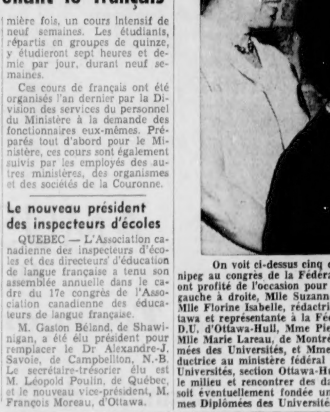 mière fois, un cours intensif de
neuf semaines. Les étudiants,
répartis en groupes de quinze,
y étudieront sept heures et de-
mie par jour, durant neuf se-
maines.
Ces cours de français ont été
organisés l'an dernier par la Di-
vision des services du personnel
du Ministère à la demande des
fonctionnaires eux-mêmes. Pré-
parés tout d'abord pour le Mi-
nistère, ces cours sont également
suivis par les employés des au-
tres ministères, des organismes
et des sociétés de la Couronne.
Le nouveau président
des inspecteurs d'écoles
QUEBEC — L'Association ca-
nadienne des inspecteurs d'éco-
les et des directeurs d'éducation
de langue française a tenu son
assemblée annuelle dans le ca-
dre du 17e congrès de l'Asso-
ciation canadienne des éduca-
teurs de langue française.
M. Gaston Béland, de Shawi-
nigan, a été élu président pour
remplacer le Dr Alexandre-J.
Savoie, de Campbellton, N.-B.
Le secrétaire-trésorier élu est
M. Léopold Poulin, de Québec,
et le nouveau vice-président, M.
François Moreau, d'Ottawa.
On voit ci-dessus cinq
nipeg au congrès de la Fédéra
ont profité de l'occasion pour
gauche à droite, Mlle Suzann
Mlle Florine Isabelle, rédactri
tawa et représentante à la Fé
D.U. d'Ottawa-Hull, Mme Pie
Mlle Marie Lareau, de Montré
mées des Universités, et Mme
ductrice au ministère fédéral
Universités, section Ottawa-Hu
le milieu et rencontrer des du
soit éventuellement fondée un
mes Diplômées des Universit